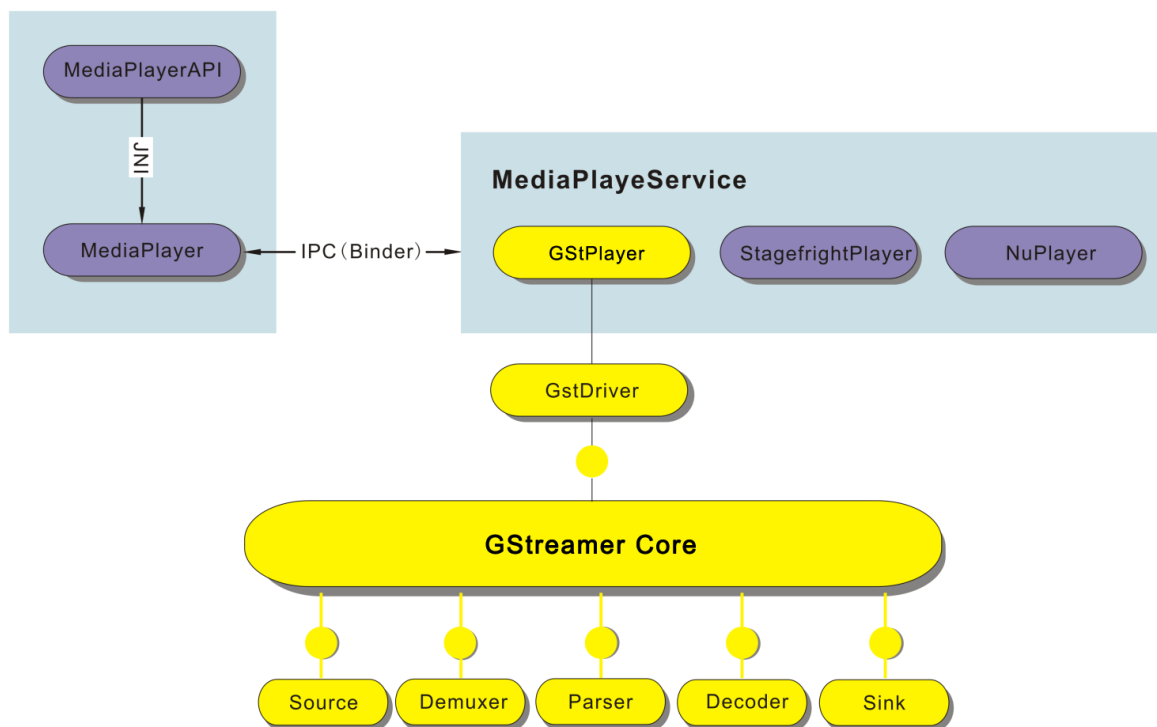 MediaPlayerAPI
JNI
MediaPlayer
IPC(Binder)
MediaPlayeService
GStPlayer
StagefrightPlayer
NuPlayer
GstDriver
GStreamer Core
Source
Demuxer
Parser
Decoder
Sink